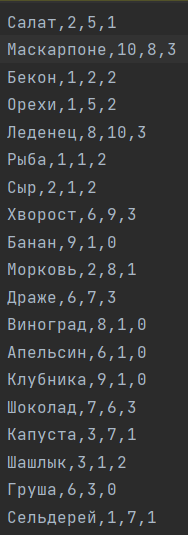 Салат,2,5,1
Маскарпоне,10,8,3
Бекон,1,2,2
Орехи,1,5,2
Леденец,8,10,3
Рыба,1,1,2
Сыр,2,1,2
Хворост,6,9,3
Банан,9,1,0
Морковь,2,8,1
Драже,6,7,3
Виноград,8,1,0
Апельсин,6,1,0
Клубника,9,1,0
Шоколад,7,6,3
Капуста,3,7,1
Шашлык,3,1,2
Груша,6,3,0
Сельдерей,1,7,1